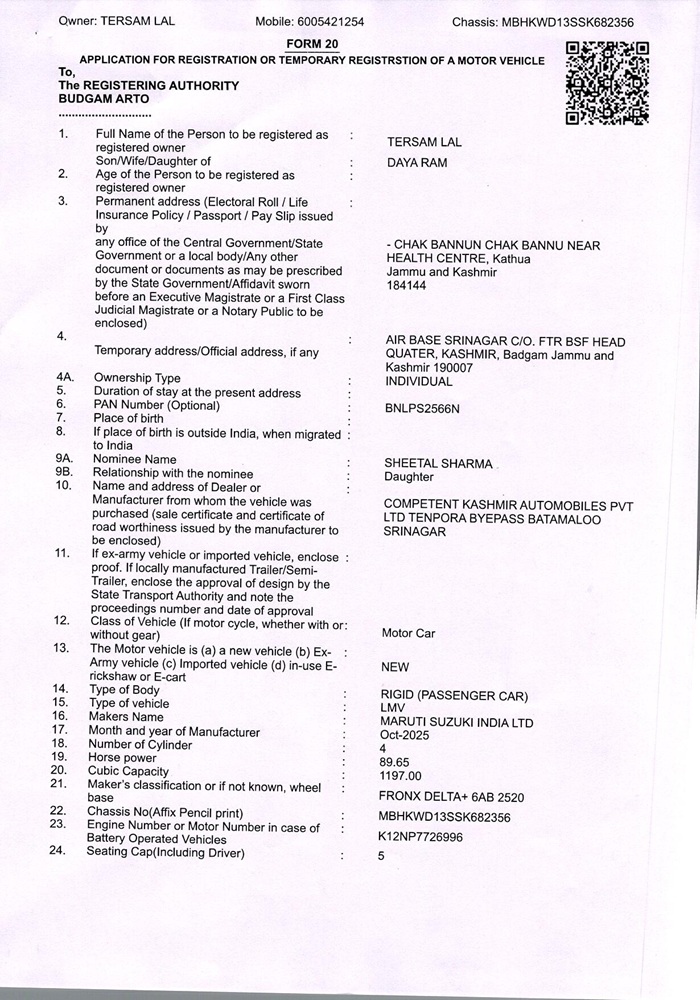 Owner: TERSAM LAL Mobile: 6005421254 Chassis: MBHKWD13SSK682356
FORM 20
APPLICATION FOR REGISTRATION OR TEMPORARY REGISTRSTION OF A MOTOR VEHICLE
To,
The REGISTERING AUTHORITY
BUDGAM ARTO
............................
1. Full Name of the Person to be registered as :
registered owner TERSAM LAL
Son/Wife/Daughter of : DAYA RAM
2. Age of the Person to be registered as :
registered owner
3. Permanent address (Electoral Roll / Life :
Insurance Policy / Passport / Pay Slip issued
by
any office of the Central Government/State - CHAK BANNUN CHAK BANNU NEAR
Government or a local body/Any other HEALTH CENTRE, Kathua
document or documents as may be prescribed Jammu and Kashmir
by the State Government/Affidavit sworn 184144
before an Executive Magistrate or a First Class
Judicial Magistrate or a Notary Public to be
enclosed)
4. : AIR BASE SRINAGAR C/O. FTR BSF HEAD
Temporary address/Official address, if any QUATER, KASHMIR, Badgam Jammu and
Kashmir 190007
4A. Ownership Type : INDIVIDUAL
5. Duration of stay at the present address :
6. PAN Number (Optional) : BNLPS2566N
7. Place of birth :
8. If place of birth is outside India, when migrated :
to India
9A. Nominee Name : SHEETAL SHARMA
9B. Relationship with the nominee : Daughter
10. Name and address of Dealer or :
Manufacturer from whom the vehicle was COMPETENT KASHMIR AUTOMOBILES PVT
purchased (sale certificate and certificate of LTD TENPORA BYEPASS BATAMALOO
road worthiness issued by the manufacturer to SRINAGAR
be enclosed)
11. If ex-army vehicle or imported vehicle, enclose :
proof. If locally manufactured Trailer/Semi-
Trailer, enclose the approval of design by the
State Transport Authority and note the
proceedings number and date of approval
12. Class of Vehicle (If motor cycle, whether with or:
without gear) Motor Car
13. The Motor vehicle is (a) a new vehicle (b) Ex- :
Army vehicle (c) Imported vehicle (d) in-use E- NEW
rickshaw or E-cart
14. Type of Body : RIGID (PASSENGER CAR)
15. Type of vehicle : LMV
16. Makers Name : MARUTI SUZUKI INDIA LTD
17. Month and year of Manufacturer : Oct-2025
18. Number of Cylinder : 4
19. Horse power : 89.65
20. Cubic Capacity : 1197.00
21. Maker's classification or if not known, wheel :
base FRONX DELTA+ 6AB 2520
22. Chassis No(Affix Pencil print) : MBHKWD13SSK682356
23. Engine Number or Motor Number in case of :
Battery Operated Vehicles K12NP7726996
24. Seating Cap(Including Driver) : 5